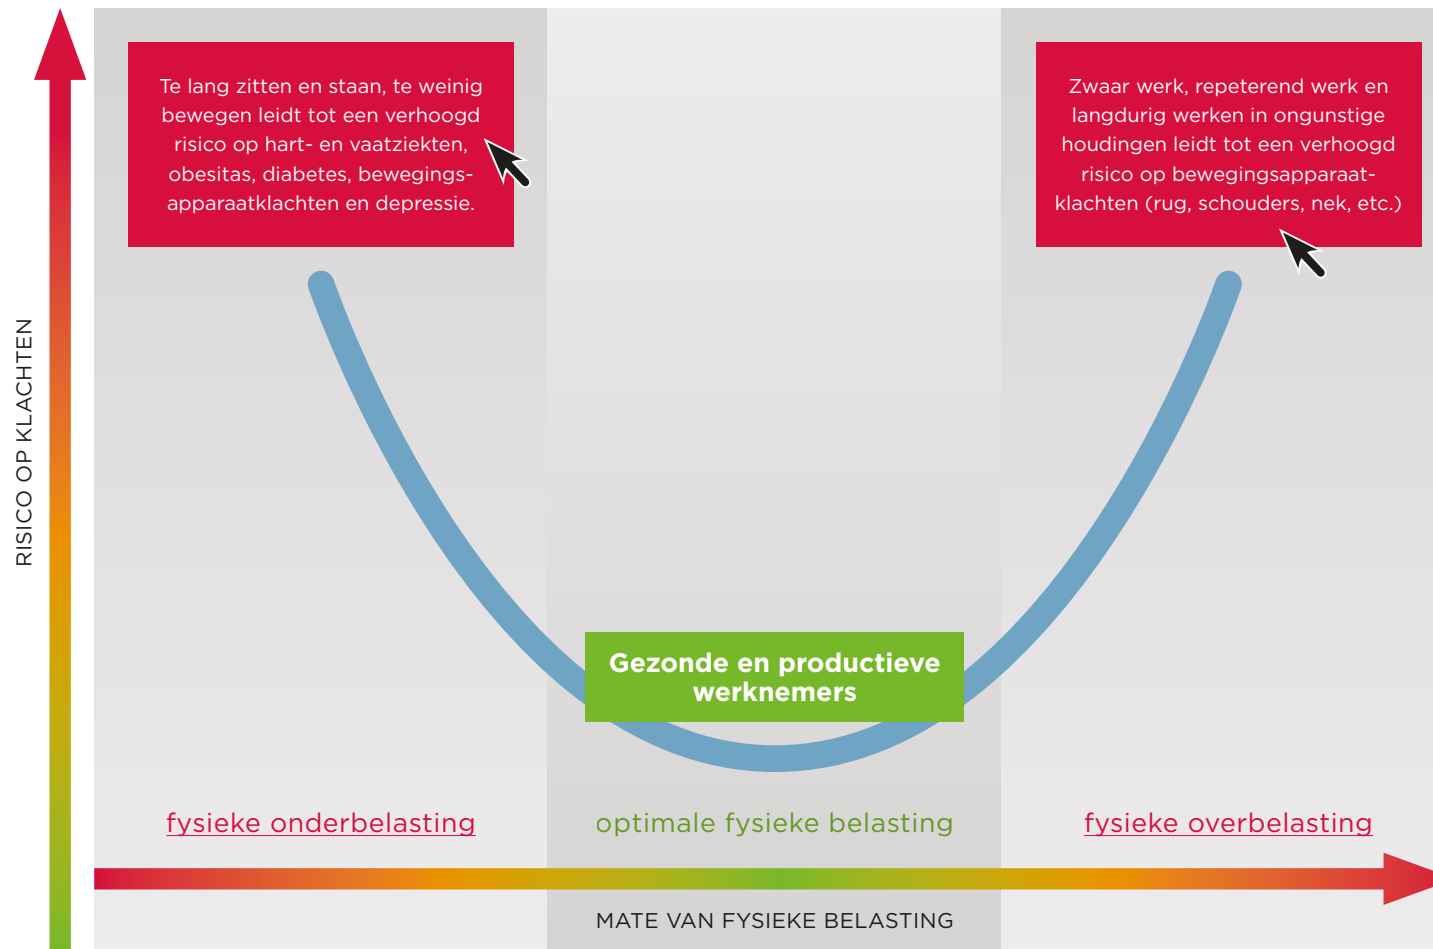 Te lang zitten en staan, te weinig
bewegen leidt tot een verhoogd
risico op hart- en vaatziekten,
obesitas, diabetes, bewegings-
apparaatklachten en depressie.
Zwaar werk, repeterend werk en
langdurig werken in ongunstige
houdingen leidt tot een verhoogd
risico op bewegingsapparaat-
klachten (rug, schouders, nek, etc.)
RISICO OP KLACHTEN
Gezonde en productieve
werknemers
fysieke onderbelasting
optimale fysieke belasting
fysieke overbelasting
MATE VAN FYSIEKE BELASTING